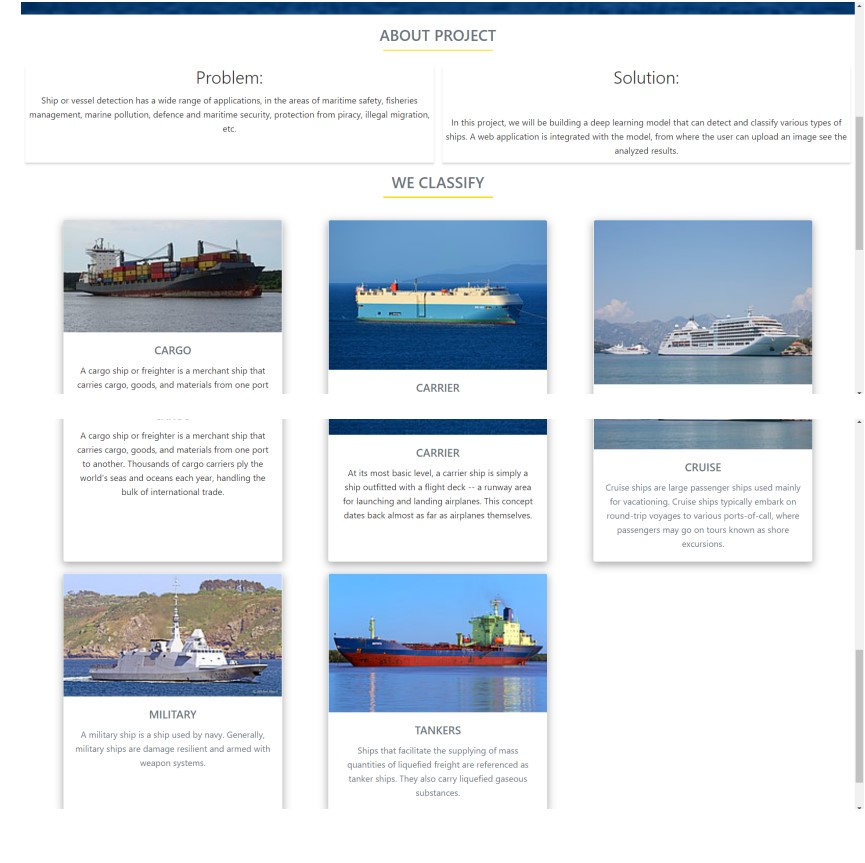 ABOUT PROJECT
Problem:
Ship or vessel detection has a wide range of applications, in the areas of maritime safety, fisheries
management, marine pollution, defence and maritime security, protection from piracy, illegal migration,
etc.
Solution:
In this project, we will be building a deep learning model that can detect and classify various types of
ships. A web application is integrated with the model, from where the user can upload an image see the
analyzed results.
WE CLASSIFY
CARGO
A cargo ship or freighter is a merchant ship that
carries cargo, goods, and materials from one port
CARRIER
A cargo ship or freighter is a merchant ship that
carries cargo, goods, and materials from one port
to another. Thousands of cargo carriers ply the
world's seas and oceans each year, handling the
bulk of international trade.
CARRIER
At its most basic level, a carrier ship is simply a
ship outfitted with a flight deck -- a runway area
for launching and landing airplanes. This concept
dates back almost as far as airplanes themselves.
CRUISE
Cruise ships are large passenger ships used mainly
for vacationing. Cruise ships typically embark on
round-trip voyages to various ports-of-call, where
passengers may go on tours known as shore
excursions.
MILITARY
A military ship is a ship used by navy. Generally,
military ships are damage resilient and armed with
weapon systems.
TANKERS
Ships that facilitate the supplying of mass
quantities of liquefied freight are referenced as
tanker ships. They also carry liquefied gaseous
substances.